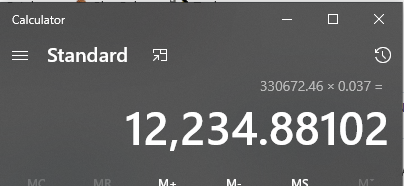 Calculator
Standard
330672.46 × 0.037 =
12,234.88102
MC MR M+ M- MS M˅